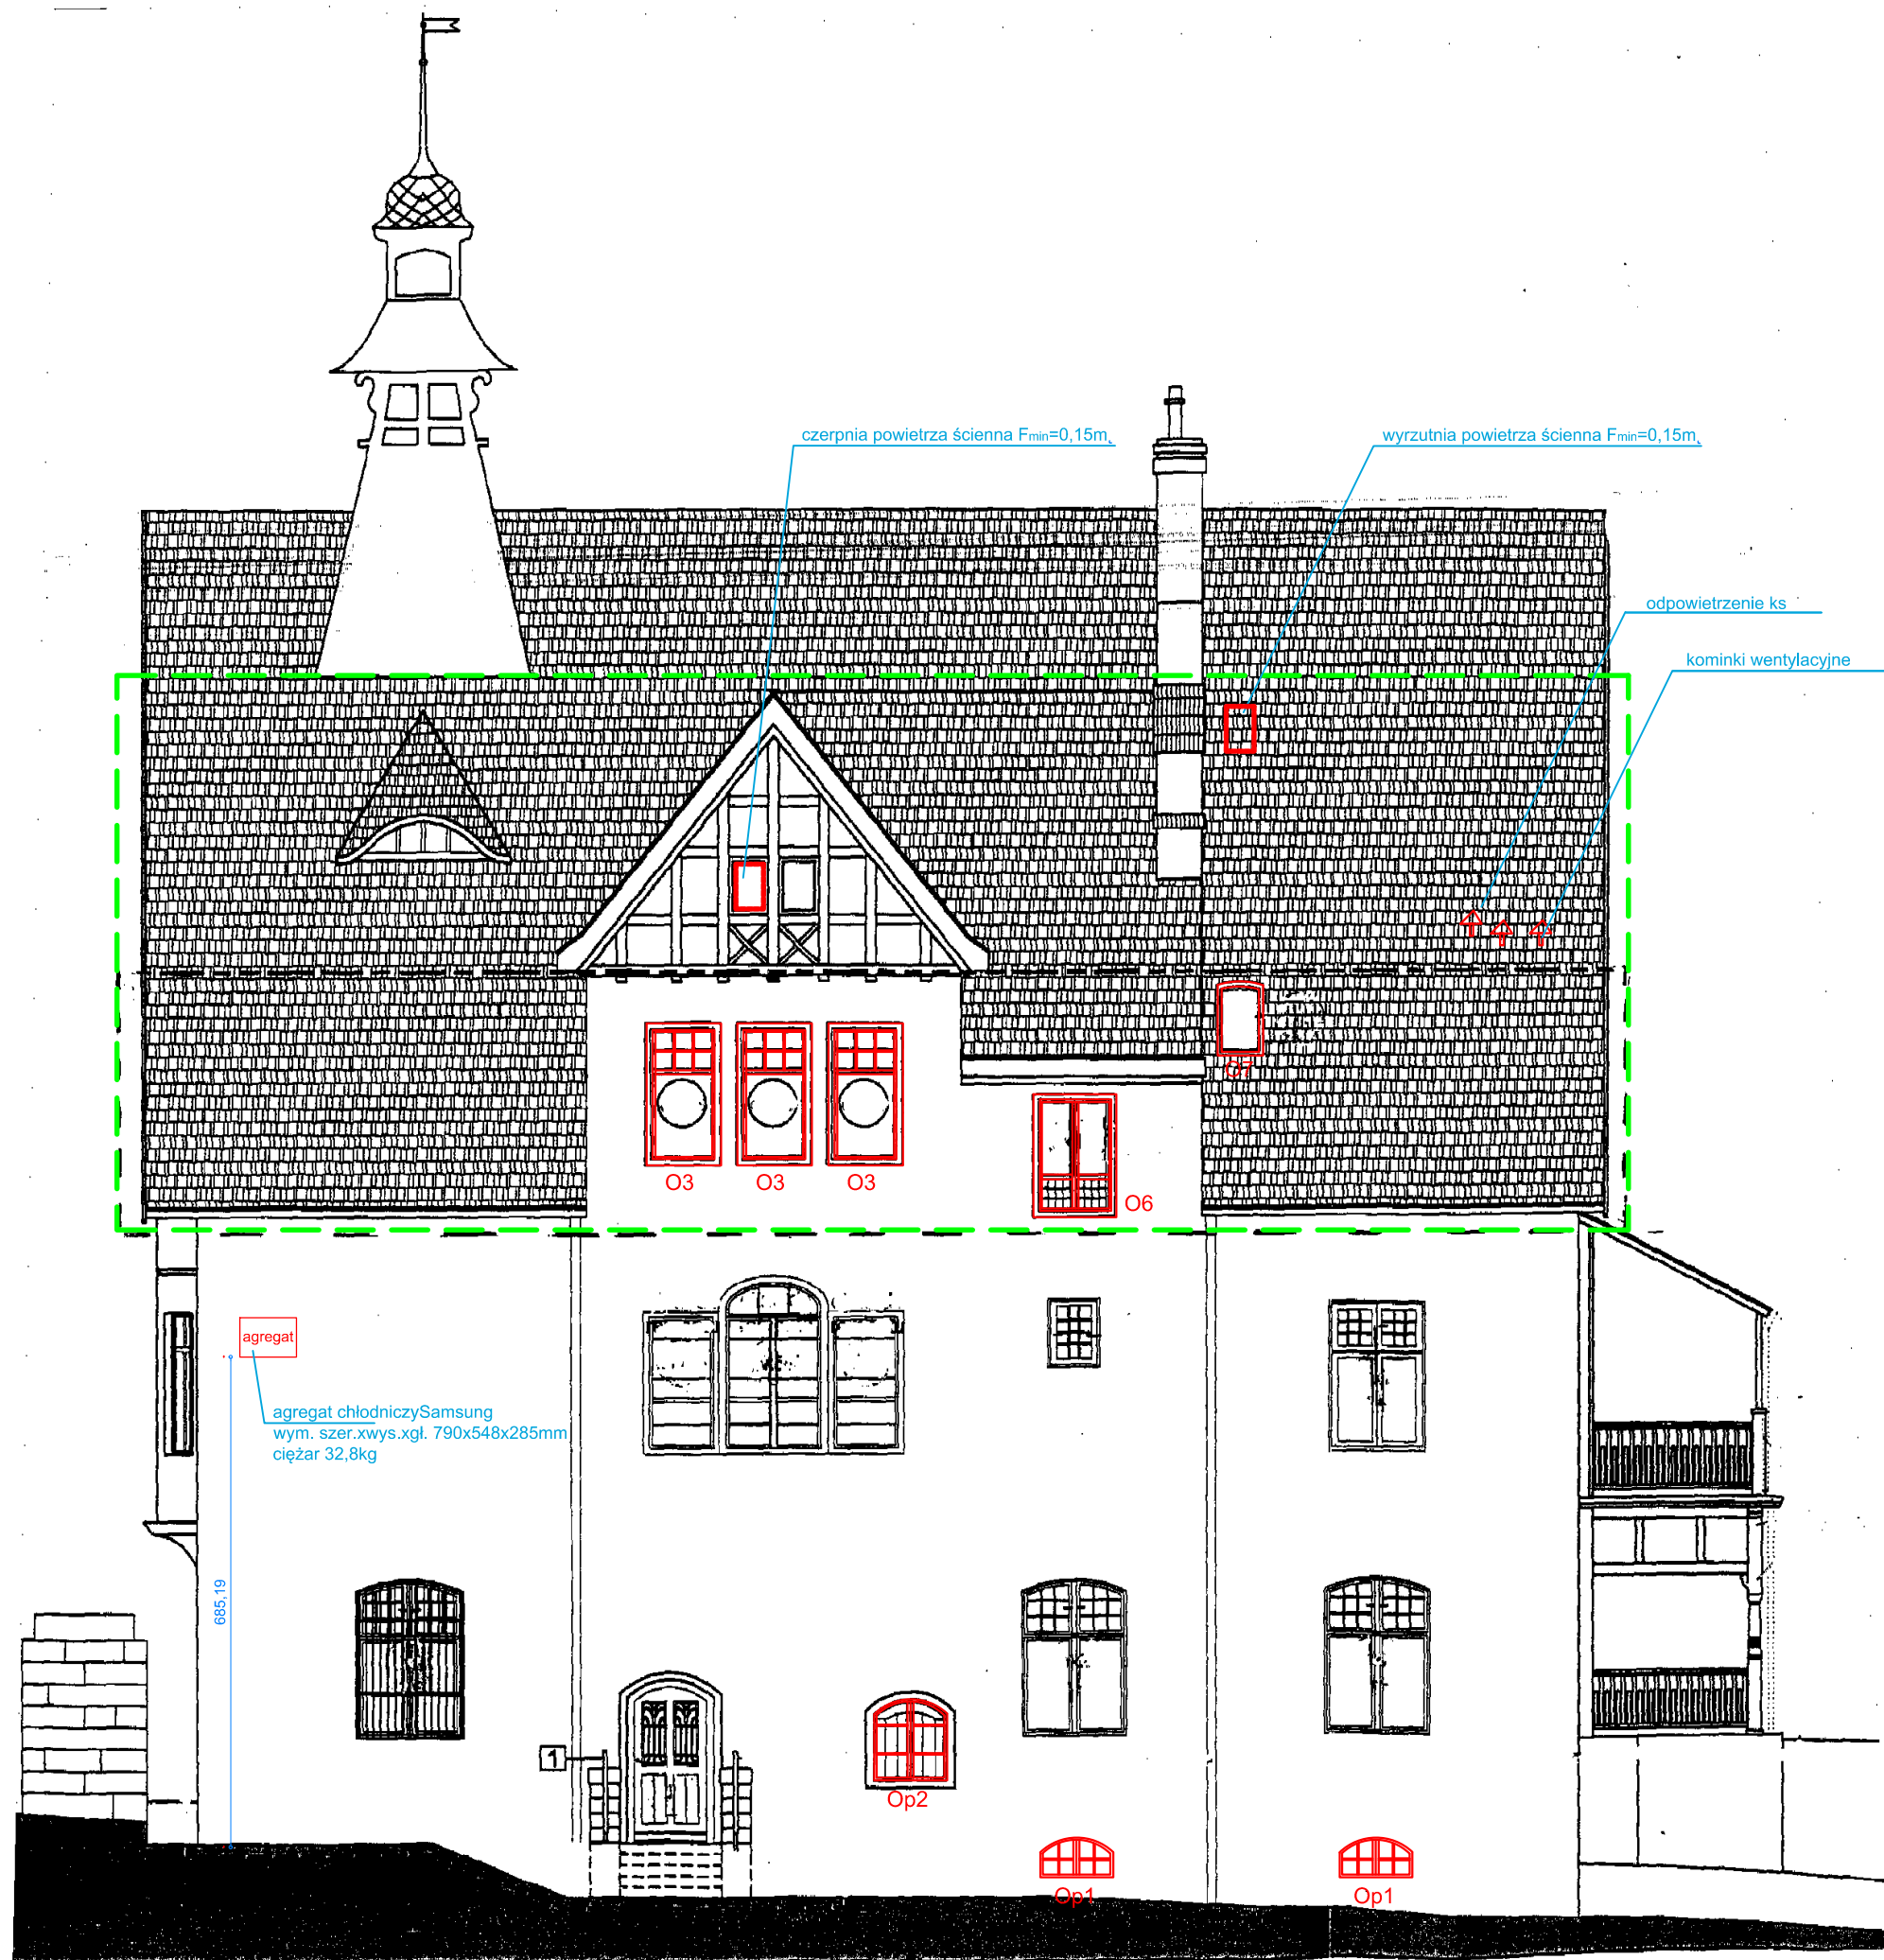 czerpnia powietrza ścienna Fmin=0,15m
wyrzutnia powietrza ścienna Fmin=0,15m
odpowietrzenie ks
kominki wentylacyjne
O7
O3 O3 O3
O6
agregat
agregat chłodniczySamsung
wym. szer.xwys.xgł. 790x548x285mm
ciężar 32,8kg
685,19
1
Op2
Op1 Op1